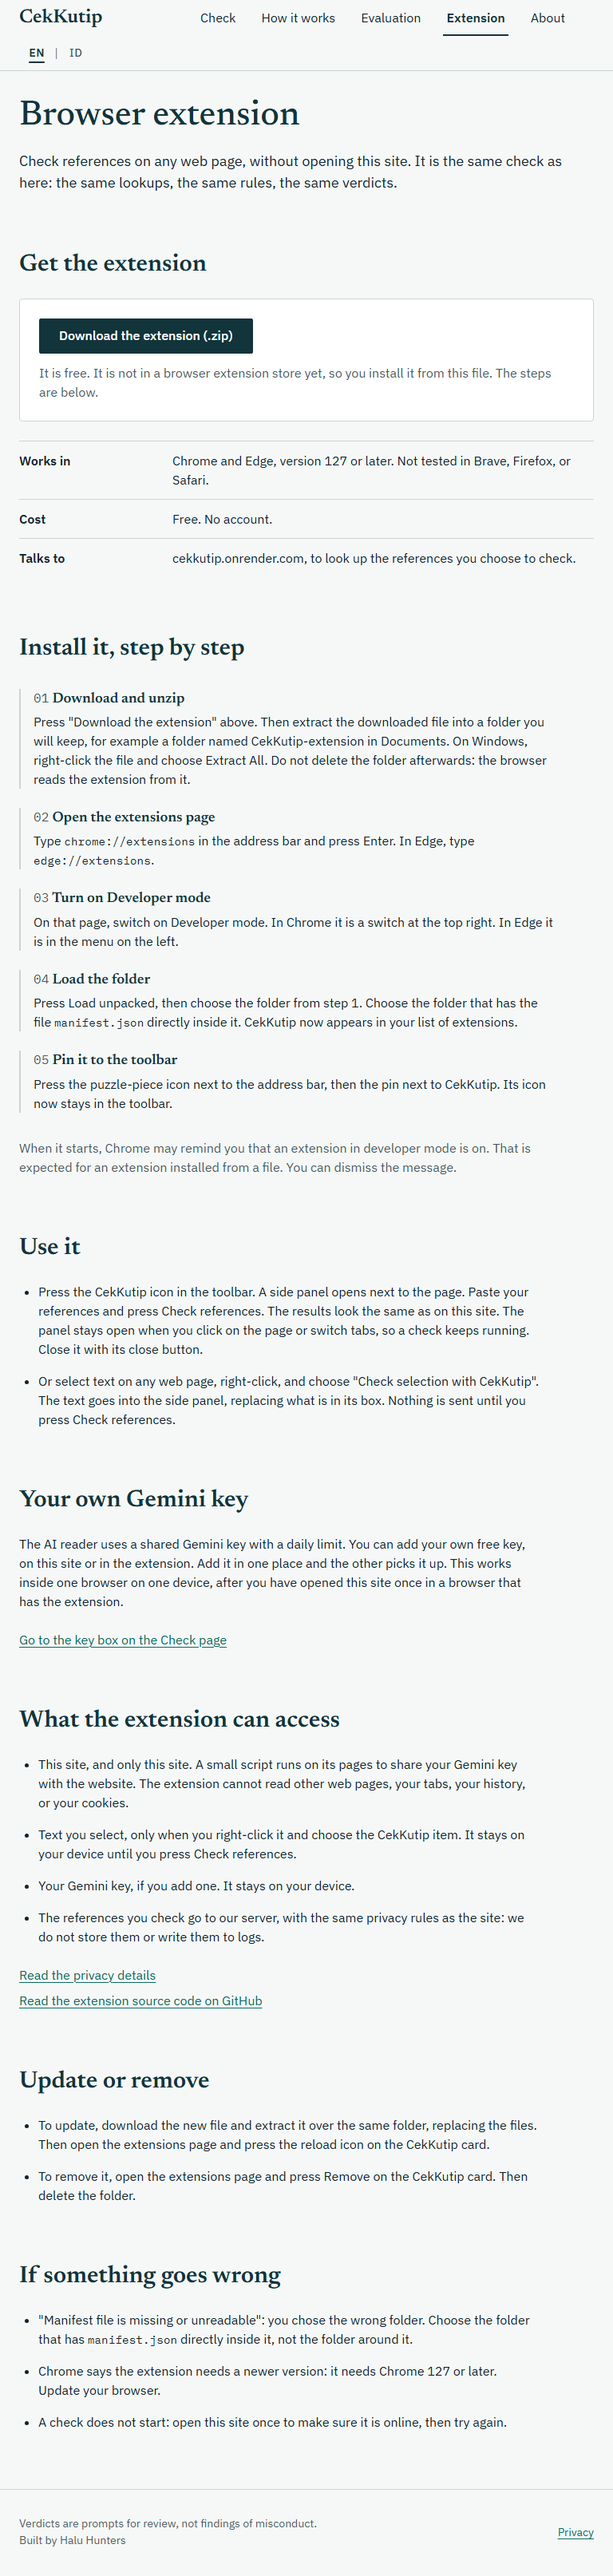 CekKutip
Check
How it works
Evaluation
Extension
About
EN | ID
Browser extension
Check references on any web page, without opening this site. It is the same check as
here: the same lookups, the same rules, the same verdicts.
Get the extension
Download the extension (.zip)
It is free. It is not in a browser extension store yet, so you install it from this file. The steps
are below.
Works in
Chrome and Edge, version 127 or later. Not tested in Brave, Firefox, or
Safari.
Cost
Free. No account.
Talks to
cekkutip.onrender.com, to look up the references you choose to check.
Install it, step by step
01 Download and unzip
Press "Download the extension" above. Then extract the downloaded file into a folder you
will keep, for example a folder named CekKutip-extension in Documents. On Windows,
right-click the file and choose Extract All. Do not delete the folder afterwards: the browser
reads the extension from it.
02 Open the extensions page
Type chrome://extensions in the address bar and press Enter. In Edge, type
edge://extensions.
03 Turn on Developer mode
On that page, switch on Developer mode. In Chrome it is a switch at the top right. In Edge it
is in the menu on the left.
04 Load the folder
Press Load unpacked, then choose the folder from step 1. Choose the folder that has the
file manifest.json directly inside it. CekKutip now appears in your list of extensions.
05 Pin it to the toolbar
Press the puzzle-piece icon next to the address bar, then the pin next to CekKutip. Its icon
now stays in the toolbar.
When it starts, Chrome may remind you that an extension in developer mode is on. That is
expected for an extension installed from a file. You can dismiss the message.
Use it
• Press the CekKutip icon in the toolbar. A side panel opens next to the page. Paste your
references and press Check references. The results look the same as on this site. The
panel stays open when you click on the page or switch tabs, so a check keeps running.
Close it with its close button.
• Or select text on any web page, right-click, and choose "Check selection with CekKutip".
The text goes into the side panel, replacing what is in its box. Nothing is sent until you
press Check references.
Your own Gemini key
The AI reader uses a shared Gemini key with a daily limit. You can add your own free key,
on this site or in the extension. Add it in one place and the other picks it up. This works
inside one browser on one device, after you have opened this site once in a browser that
has the extension.
Go to the key box on the Check page
What the extension can access
• This site, and only this site. A small script runs on its pages to share your Gemini key
with the website. The extension cannot read other web pages, your tabs, your history,
or your cookies.
• Text you select, only when you right-click it and choose the CekKutip item. It stays on
your device until you press Check references.
• Your Gemini key, if you add one. It stays on your device.
• The references you check go to our server, with the same privacy rules as the site: we
do not store them or write them to logs.
Read the privacy details
Read the extension source code on GitHub
Update or remove
• To update, download the new file and extract it over the same folder, replacing the files.
Then open the extensions page and press the reload icon on the CekKutip card.
• To remove it, open the extensions page and press Remove on the CekKutip card. Then
delete the folder.
If something goes wrong
• "Manifest file is missing or unreadable": you chose the wrong folder. Choose the folder
that has manifest.json directly inside it, not the folder around it.
• Chrome says the extension needs a newer version: it needs Chrome 127 or later.
Update your browser.
• A check does not start: open this site once to make sure it is online, then try again.
Verdicts are prompts for review, not findings of misconduct.
Built by Halu Hunters
Privacy